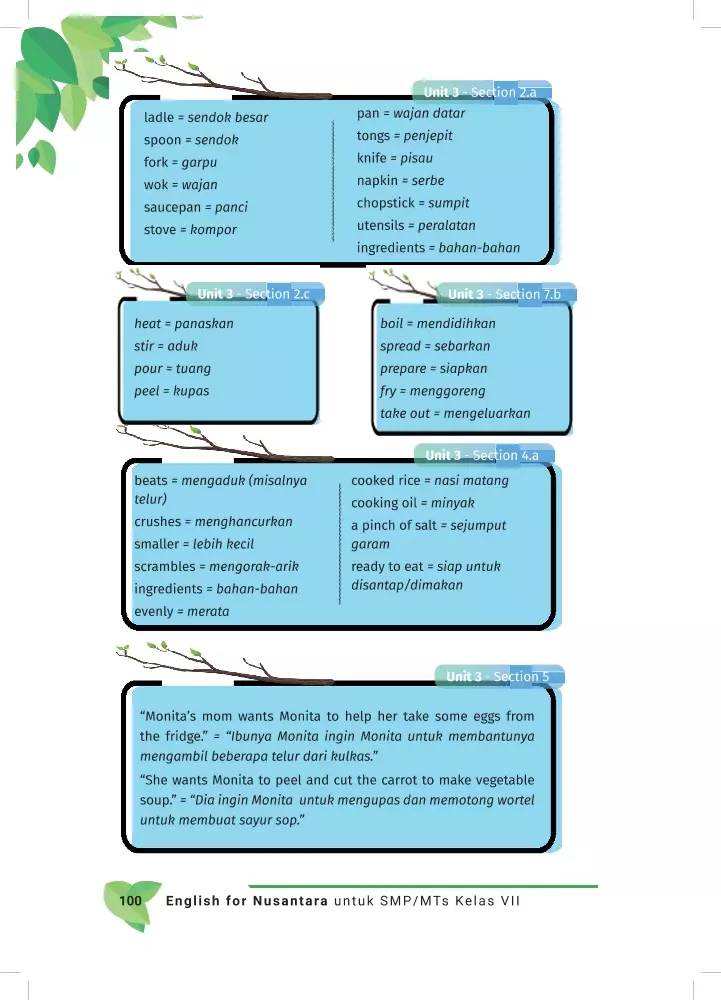 Unit 3 - Section 2.a
ladle = sendok besar
spoon = sendok
fork = garpu
wok = wajan
saucepan = panci
stove = kompor
pan = wajan datar
tongs = penjepit
knife = pisau
napkin = serbe
chopstick = sumpit
utensils = peralatan
ingredients = bahan-bahan
Unit 3 - Section 2.c
heat = panaskan
stir = aduk
pour = tuang
peel = kupas
Unit 3 - Section 7.b
boil = mendidihkan
spread = sebarkan
prepare = siapkan
fry = menggoreng
take out = mengeluarkan
Unit 3 - Section 4.a
beats = mengaduk (misalnya
telur)
crushes = menghancurkan
smaller = lebih kecil
scrambles = mengorak-arik
ingredients = bahan-bahan
evenly = merata
cooked rice = nasi matang
cooking oil = minyak
a pinch of salt = sejumput
garam
ready to eat = siap untuk
disantap/dimakan
Unit 3 - Section 5
“Monita’s mom wants Monita to help her take some eggs from
the fridge.” = “Ibunya Monita ingin Monita untuk membantunya
mengambil beberapa telur dari kulkas.”
“She wants Monita to peel and cut the carrot to make vegetable
soup.” = “Dia ingin Monita untuk mengupas dan memotong wortel
untuk membuat sayur sop.”
100 English for Nusantara untuk SMP/MTs Kelas VII